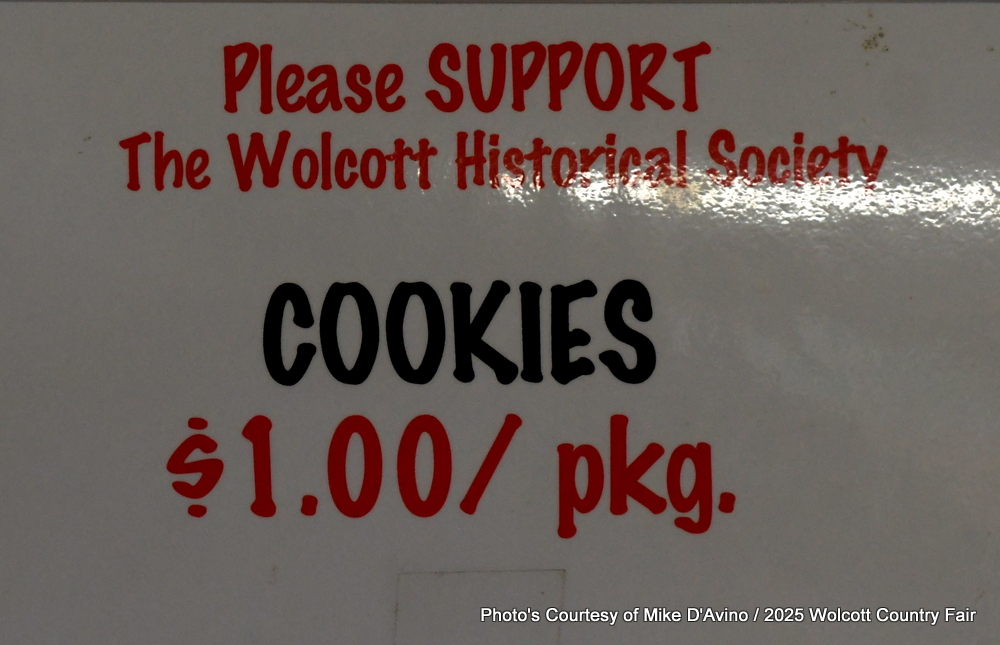 Please SUPPORT
The Wolcott Historical Society
COOKIES
$1.00/ pkg.
Photo's Courtesy of Mike D'Avino / 2025 Wolcott Country Fair